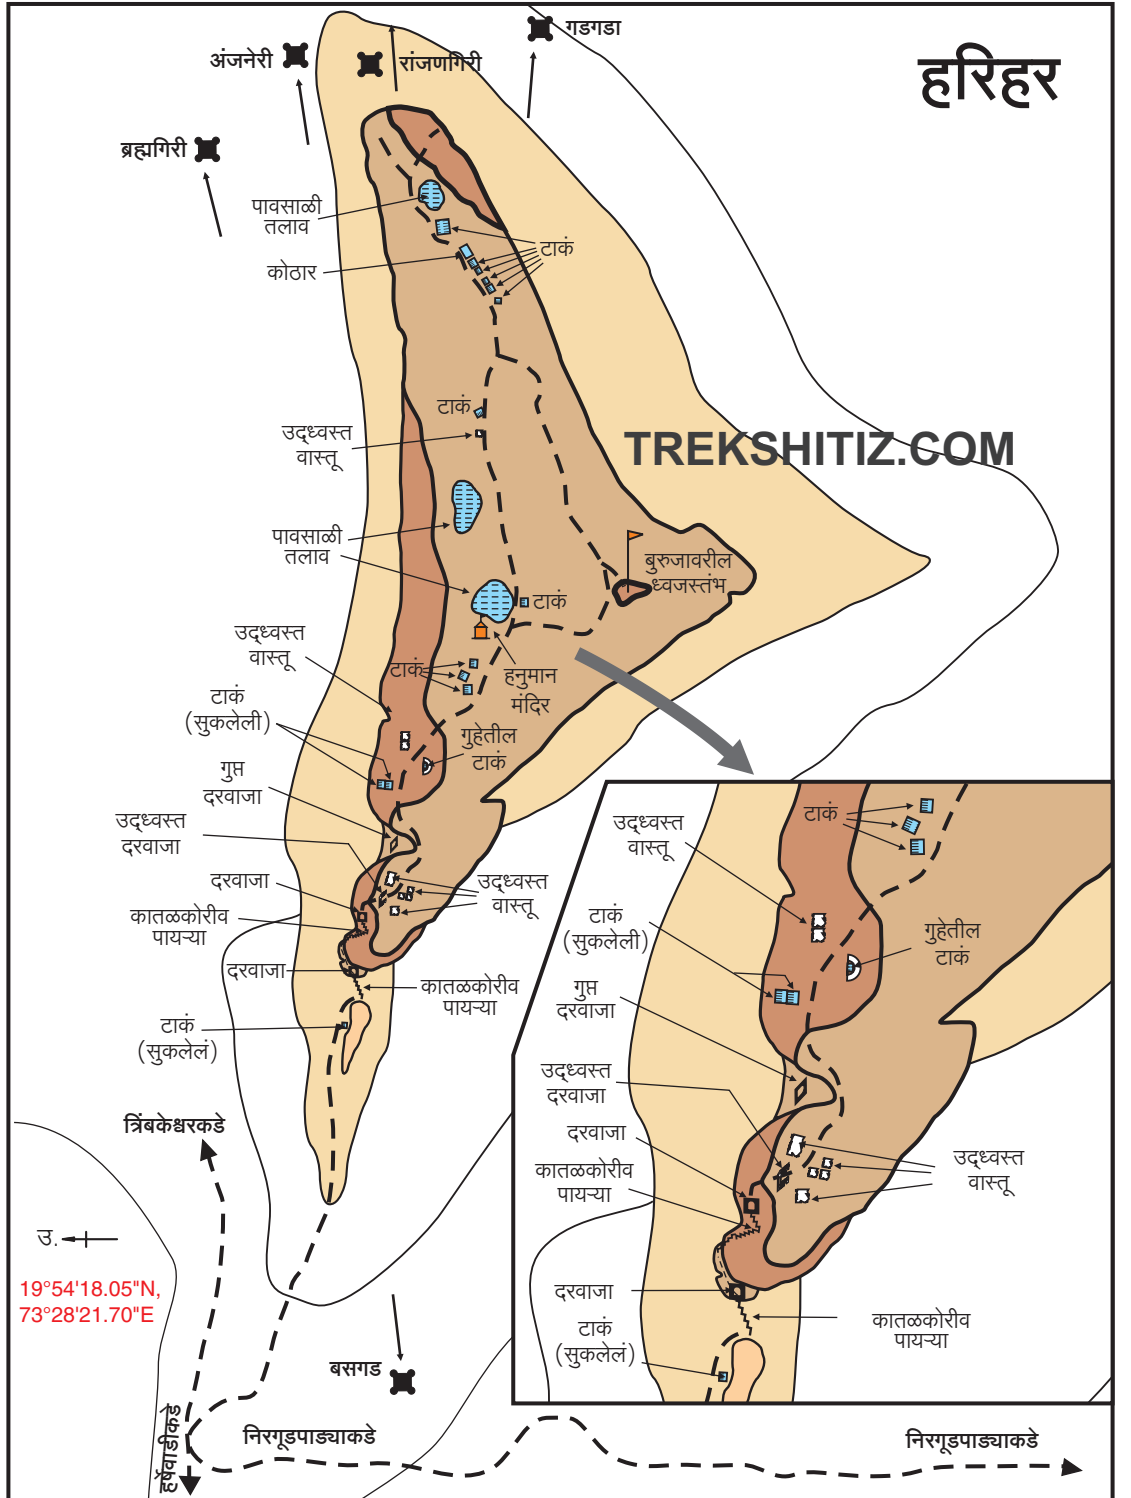 हरिहर
गडगडा
अंजनेरी
रांजणगिरी
ब्रह्मगिरी
पावसाळी
तलाव
कोठार
टाकं
टाकं
उद्ध्वस्त
वास्तू
TREKSHITIZ.COM
पावसाळी
तलाव
बुरुजावरील
ध्वजस्तंभ
टाकं
उद्ध्वस्त
वास्तू
टाकं
हनुमान
मंदिर
टाकं
(सुकलेली)
गुहेतील
टाकं
गुप्त
दरवाजा
उद्ध्वस्त
दरवाजा
दरवाजा
उद्ध्वस्त
वास्तू
कातळकोरीव
पायऱ्या
दरवाजा
कातळकोरीव
पायऱ्या
टाकं
(सुकलेलं)
त्रिंबकेश्वरकडे
उ.
19°54'18.05"N,
73°28'21.70"E
बसगड
हर्षेवाडीकडे
निरगूडपाड्याकडे
निरगूडपाड्याकडे
टाकं
उद्ध्वस्त
वास्तू
टाकं
(सुकलेली)
गुहेतील
टाकं
गुप्त
दरवाजा
उद्ध्वस्त
दरवाजा
दरवाजा
कातळकोरीव
पायऱ्या
उद्ध्वस्त
वास्तू
दरवाजा
कातळकोरीव
पायऱ्या
टाकं
(सुकलेलं)